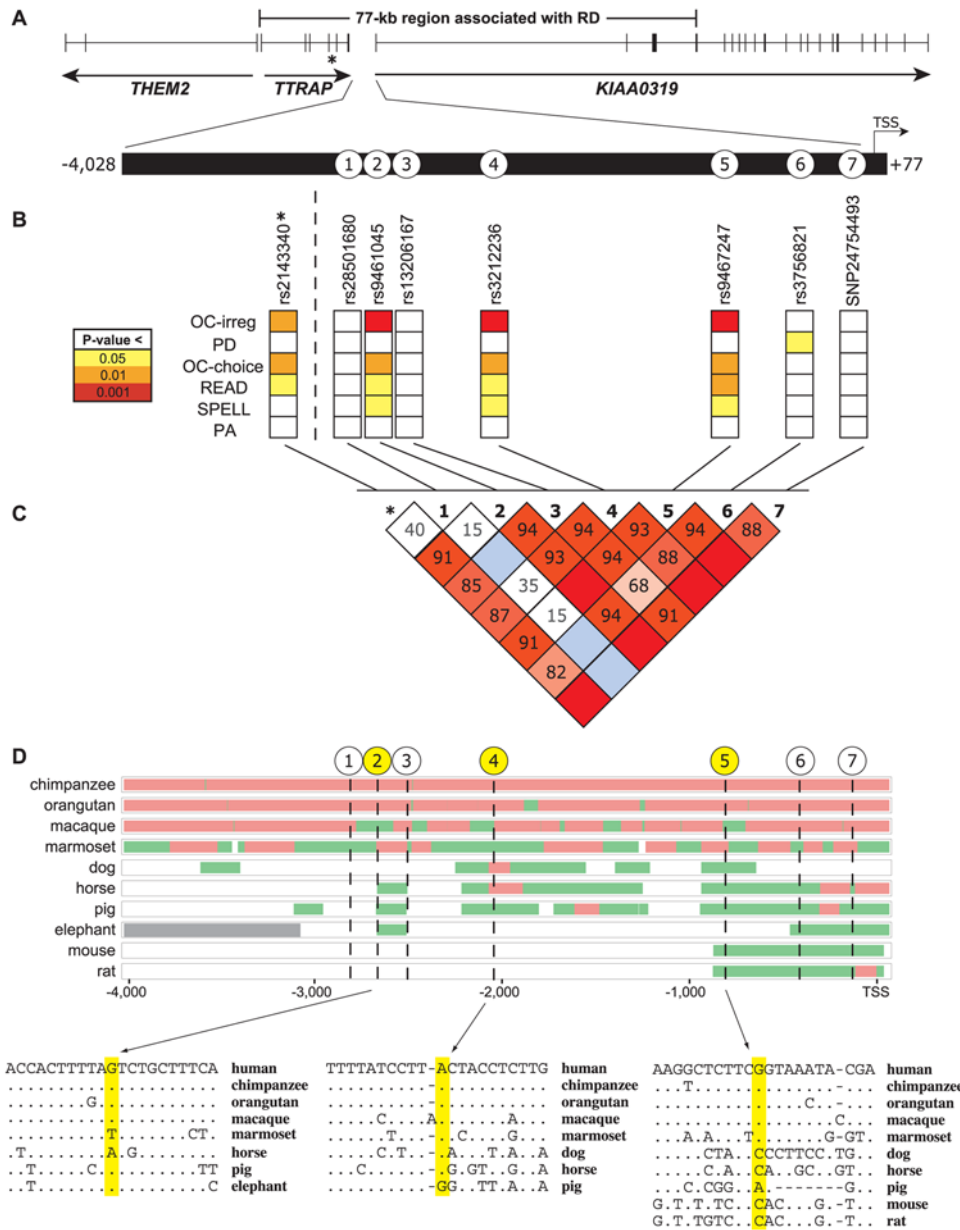 A
77-kb region associated with RD
*
THEM2 TTRAP KIAA0319
TSS
-4,028 1 2 3 4 5 6 7 +77
B
rs2143340* rs28501680 rs9461045 rs13206167 rs3212236 rs9467247 rs3756821 SNP24754493
P-value <
0.05
0.01
0.001
OC-irreg
PD
OC-choice
READ
SPELL
PA
C
* 1 2 3 4 5 6 7
40 15 94 94 93 94 88
91 93 94 88
85 35 68
87 15 94 91
91
82
D
1 2 3 4 5 6 7
chimpanzee
orangutan
macaque
marmoset
dog
horse
pig
elephant
mouse
rat
-4,000 -3,000 -2,000 -1,000 TSS
ACCACTTTTAGTCTGCTTTCA human
. . . . . . . . . . . . . . . . . . . . . chimpanzee
. . . . . . . . G . . . . . . . . . . . . orangutan
. . . . . . . . . . . . . . . . . . . . . macaque
. . . . . . . . . . T . . . . . . . CT . marmoset
. T . . . . . . . . A . G . . . . . . . . horse
. . T . . . . . C . . . . . . . . . . TT pig
. . T . . . . . . . . . . . . . . . . . C elephant
TTTTATCCTT-ACTACCTCTTG human
. . . . . . . . . . - . . . . . . . . . . chimpanzee
. . . . . . . . . . - . . . . . . . . . . orangutan
. . . . . C . . . . A . . . . . . A . . . macaque
. . . . . . T . . . - . . C . . . . G . . . marmoset
. . . . . C . T . . - . A . . . T . A . . A dog
. . . C . . . . . . - . G . GT . . G . . A . horse
. . . . . . . . . . GG . . TT . A . . A pig
AAGGCTCTTCGGTAAATA-CGA human
. . . T . . . . . . . . . . . . . . - . . . chimpanzee
. . . . . . . . . . . . . . . C . . - . . . orangutan
. . . . . . . . . . . . . . . . . . C . . . macaque
. . . A . A . . . T . . . . . . . G-GT . marmoset
. . . . . CTA . . CCCTTCC . TG . . dog
. . . . . C . A . . CA . . GC . . GT . . horse
. . . C . CGG . . A . - - - - - - - G . . pig
G . T . T . TC . . CAC . . . G . - T . . mouse
G . T . TGTC . . CAC . . . G . - T . . rat